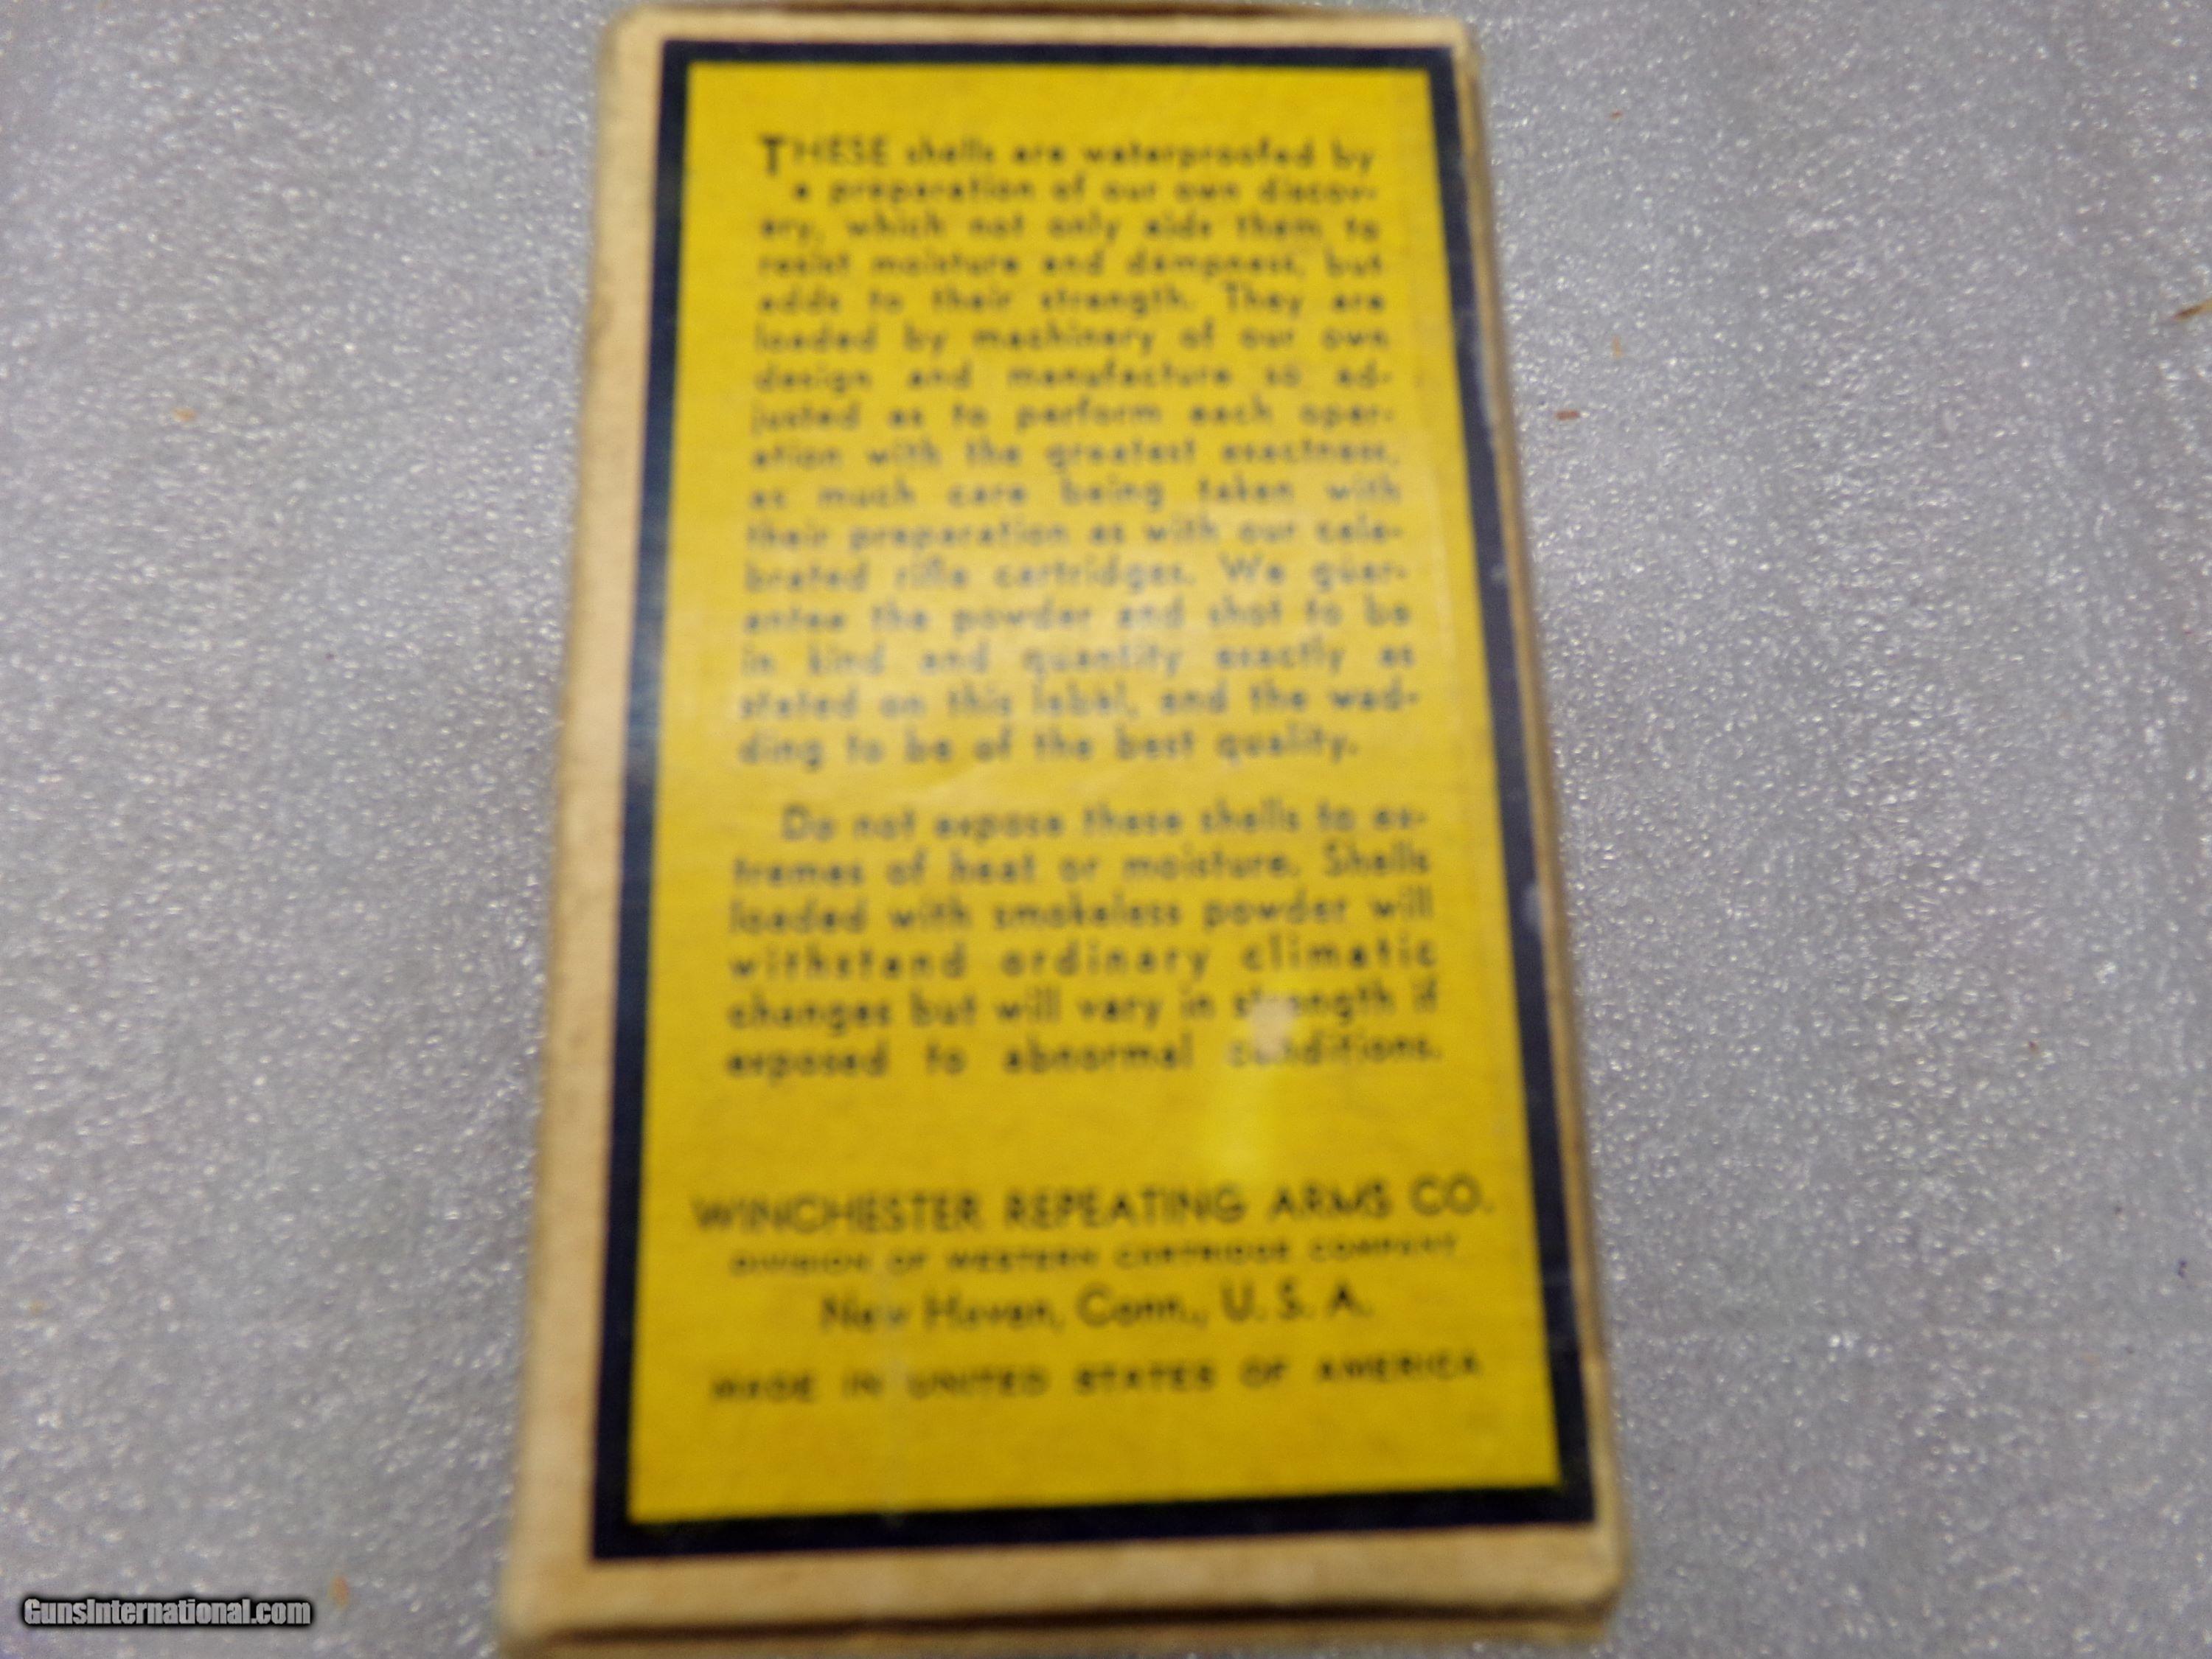 THESE shells are waterproofed by
a preparation of our own discov-
ery, which not only aids them to
resist moisture and dampness, but
adds to their strength. They are
loaded by machinery of our own
design and manufacture so ad-
justed as to perform each oper-
ation with the greatest exactness,
as much care being taken with
their preparation as with our cele-
brated rifle cartridges. We guar-
antee the powder and shot to be
in kind and quantity exactly as
stated on this label, and the wad-
ding to be of the best quality.
Do not expose these shells to ex-
tremes of heat or moisture. Shells
loaded with smokeless powder will
withstand ordinary climatic
changes but will vary in strength if
exposed to abnormal conditions.
WINCHESTER REPEATING ARMS CO.
DIVISION OF WESTERN CARTRIDGE COMPANY
New Haven, Conn., U. S. A.
MADE IN UNITED STATES OF AMERICA
GunsInternational.com